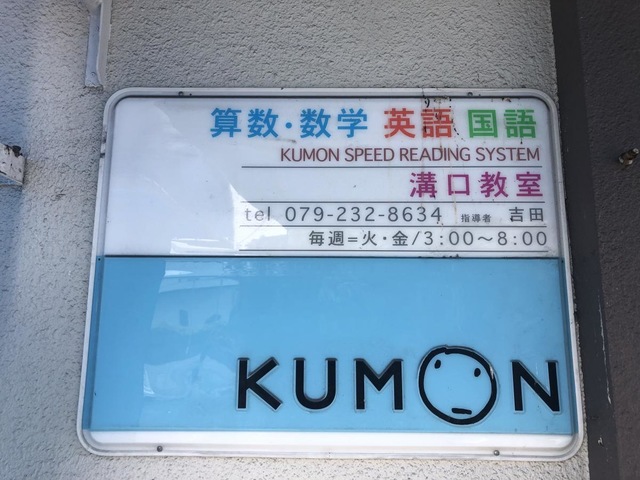 算数・数学 英語 国語
KUMON SPEED READING SYSTEM
溝口教室
tel 079-232-8634 指導者 吉田
毎週=火・金/3:00～8:00
KUMON